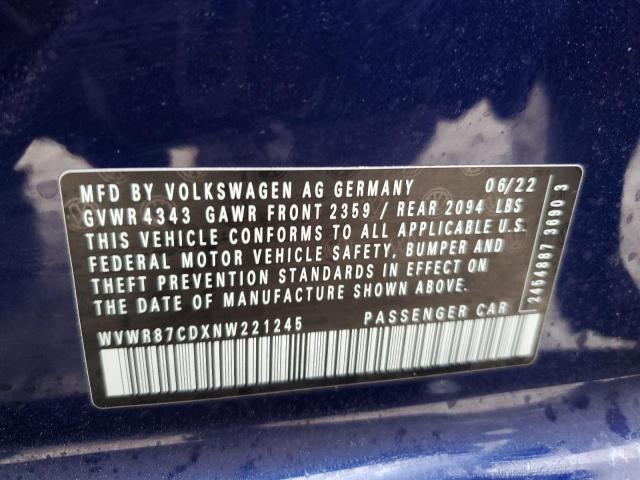 MFD BY VOLKSWAGEN AG GERMANY 06/22
GVWR 4343 GAWR FRONT 2359 / REAR 2094 LBS
THIS VEHICLE CONFORMS TO ALL APPLICABLE U.S.
FEDERAL MOTOR VEHICLE SAFETY, BUMPER AND
THEFT PREVENTION STANDARDS IN EFFECT ON
THE DATE OF MANUFACTURE SHOWN ABOVE.
WVWR87CDXNW221245 PASSENGER CAR
2454887 3690 3